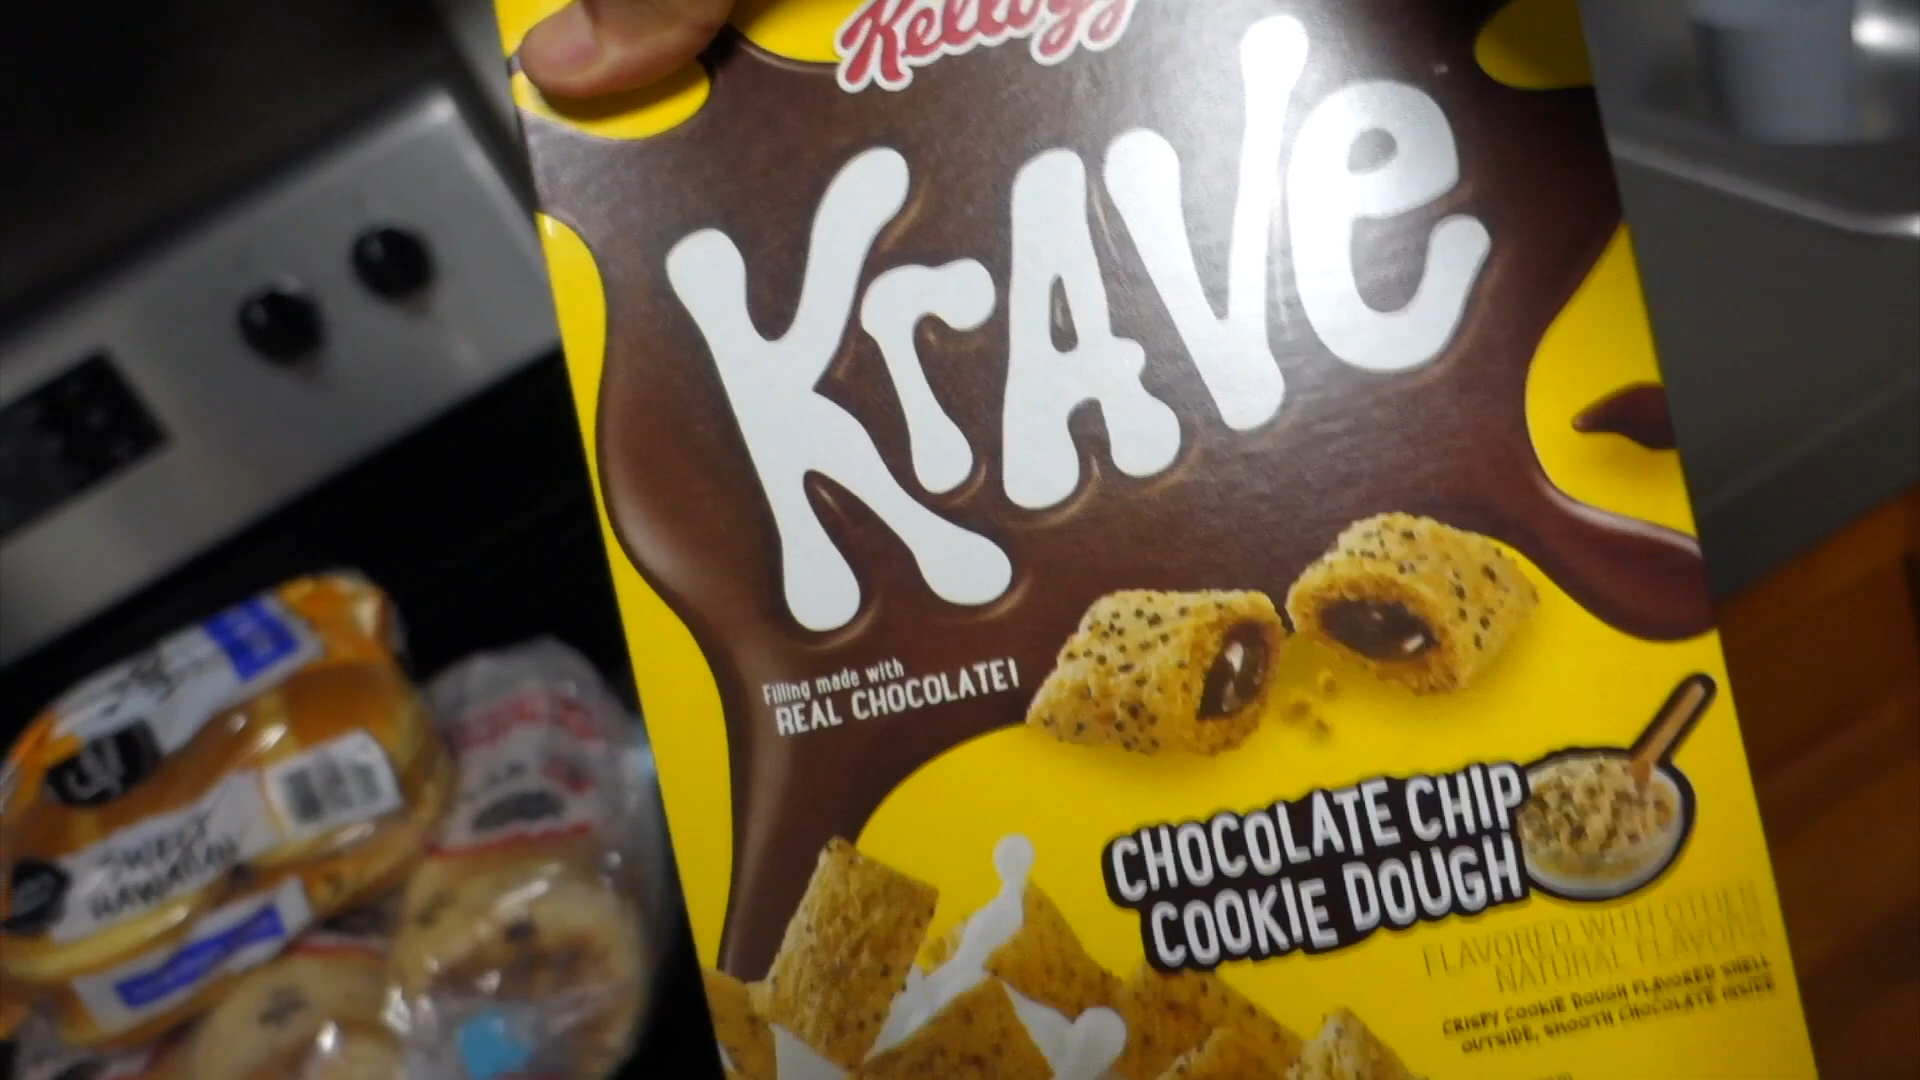 Kellogg
KRAVE
Filling made with
REAL CHOCOLATE!
CHOCOLATE CHIP
COOKIE DOUGH
FLAVORED WITH OTHER
NATURAL FLAVORS
CRISPY COOKIE DOUGH FLAVORED SHELL
OUTSIDE, SMOOTH CHOCOLATE INSIDE
SWEET
HAWAIIAN